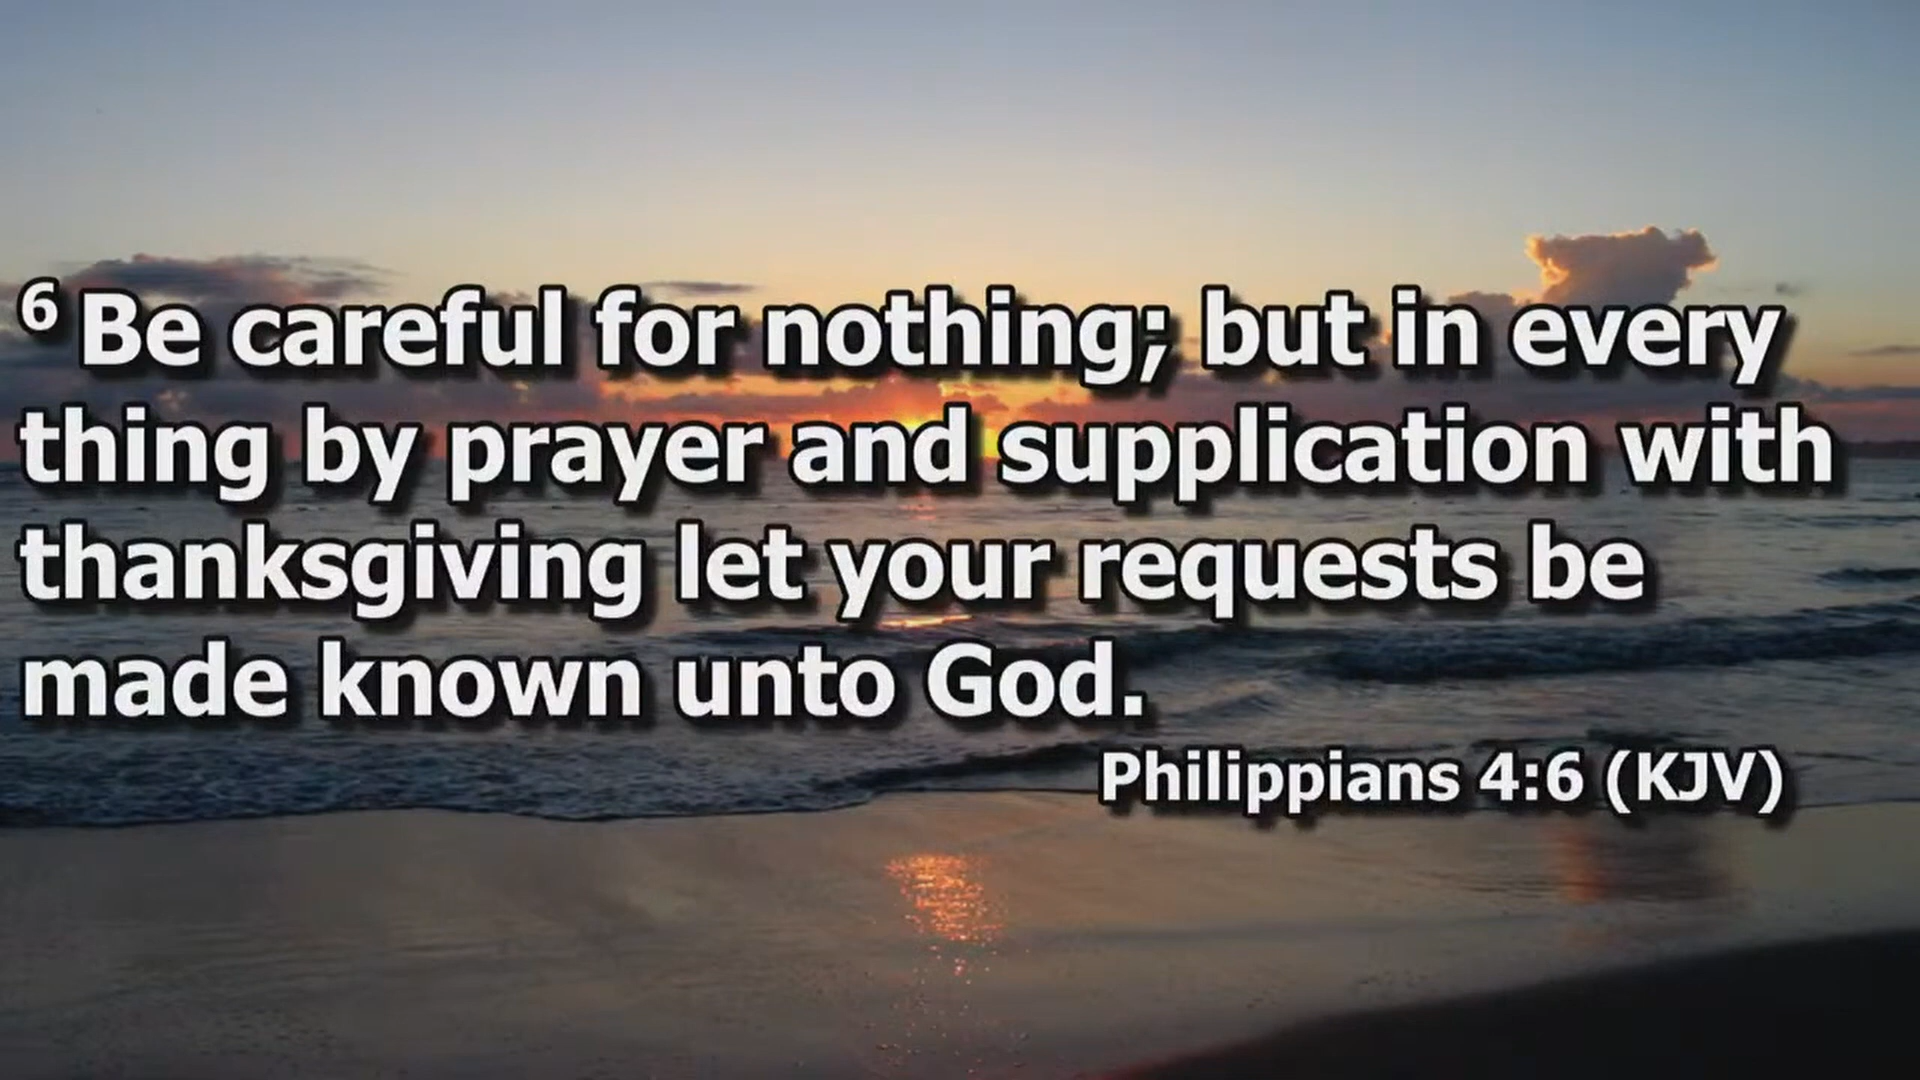 6 Be careful for nothing; but in every
thing by prayer and supplication with
thanksgiving let your requests be
made known unto God.
Philippians 4:6 (KJV)